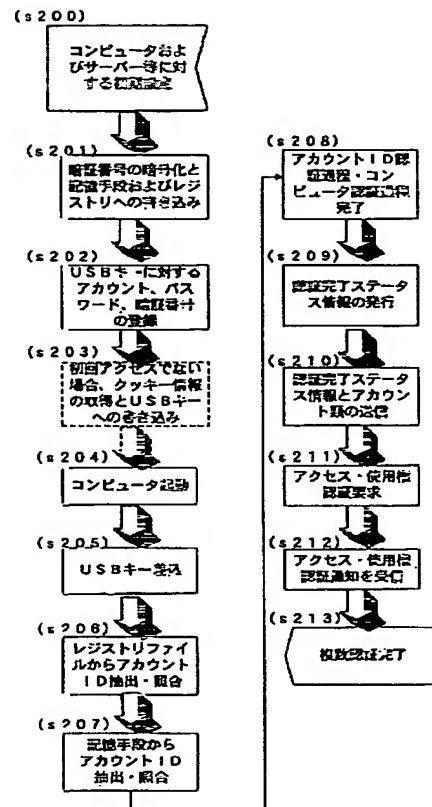 (s200)
コンピュータおよ
びサーバー等に対
する初期設定
(s201)
暗証番号の暗号化と
記憶手段およびレジ
ストリへの書き込み
(s202)
USBキーに対する
アカウント、パス
ワード、暗証番号
の登録
(s203)
初回アクセスでない
場合、クッキー情報
の取得とUSBキー
への書き込み
(s204)
コンピュータ起動
(s205)
USBキー差込
(s206)
レジストリファイ
ルからアカウント
ID抽出・照合
(s207)
記憶手段から
アカウントID
抽出・照合
(s208)
アカウントID認
証過程・コン
ピュータ認証過程
完了
(s209)
認証完了ステータ
ス情報の発行
(s210)
認証完了ステータ
ス情報とアカウン
ト類の送信
(s211)
アクセス・使用権
認証要求
(s212)
アクセス・使用権
認証通知を受信
(s213)
複数認証完了